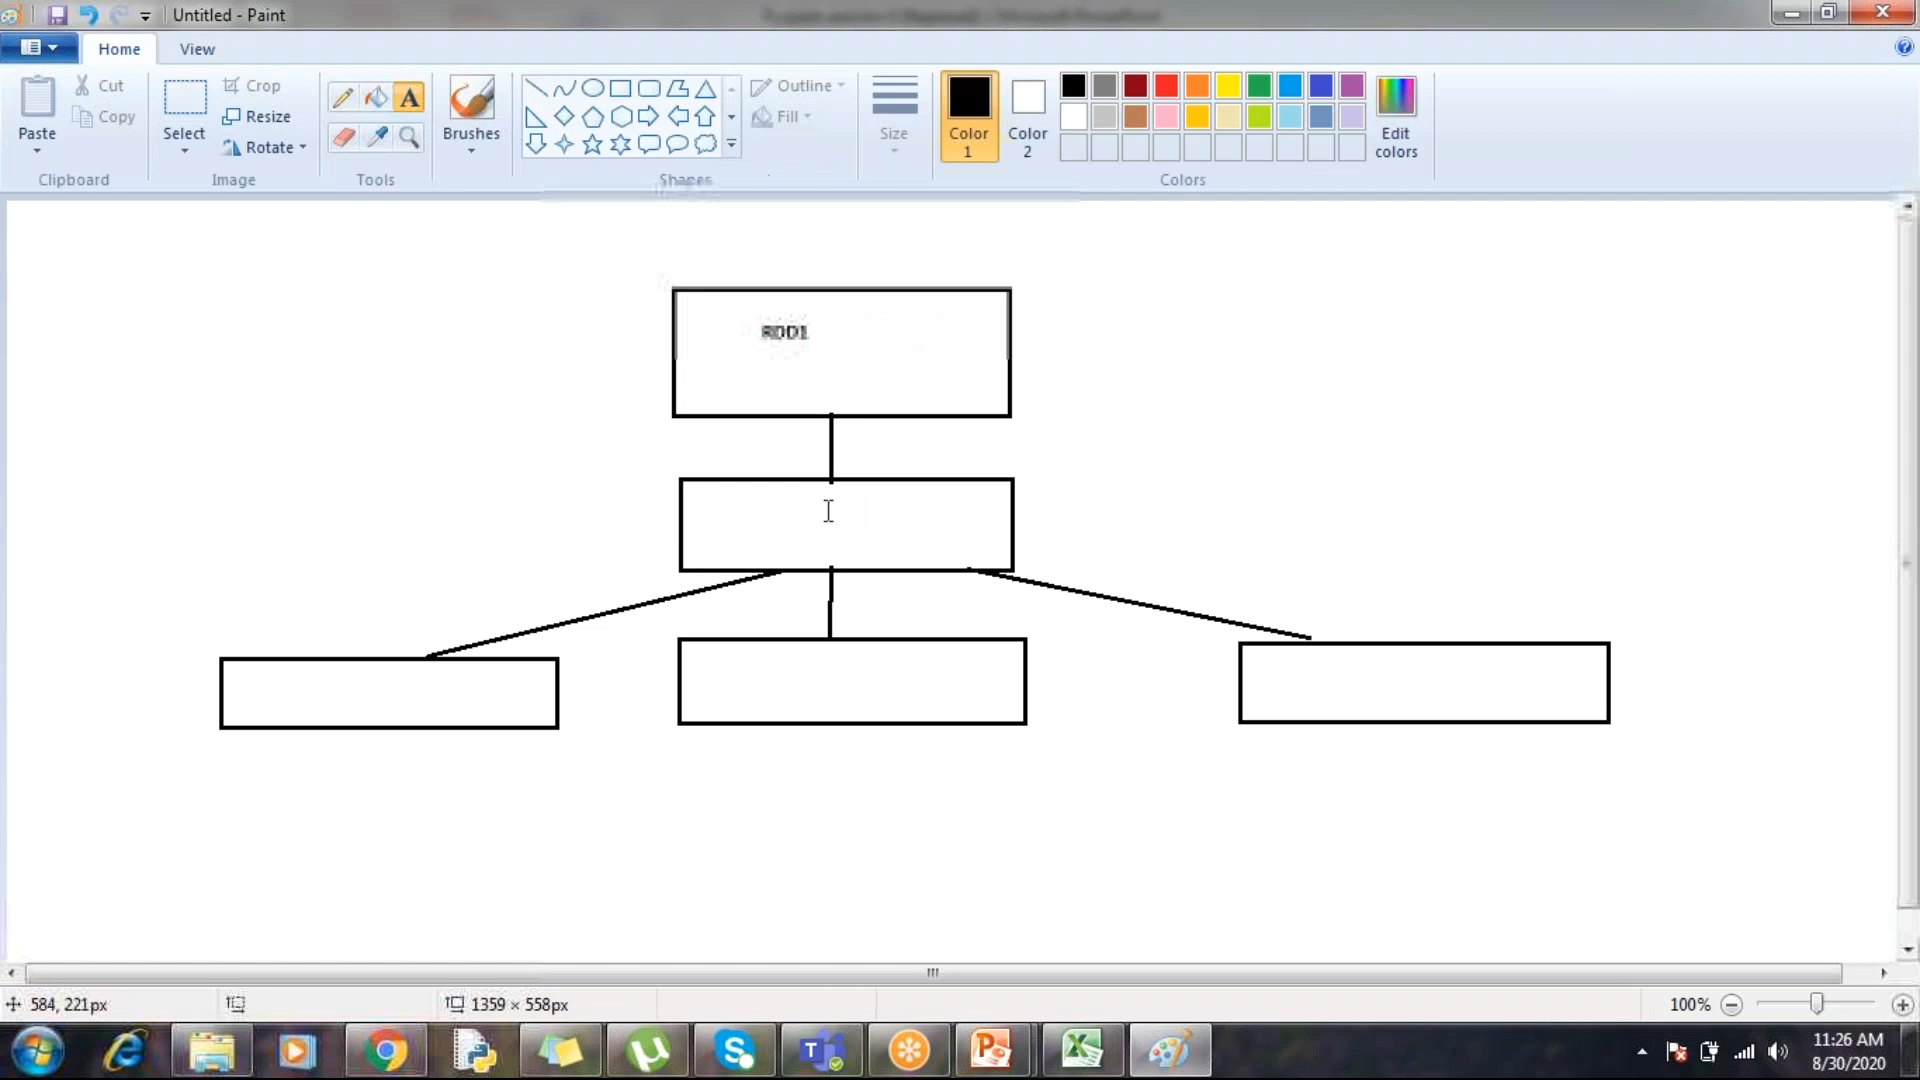 Untitled - Paint
Home
View
Paste
Cut
Copy
Clipboard
Select
Crop
Resize
Rotate
Image
A
Tools
Brushes
Shapes
Outline
Fill
Size
Color
1
Color
2
Edit
colors
Colors
RDD1
584, 221px
1359 × 558px
100%
11:26 AM
8/30/2020